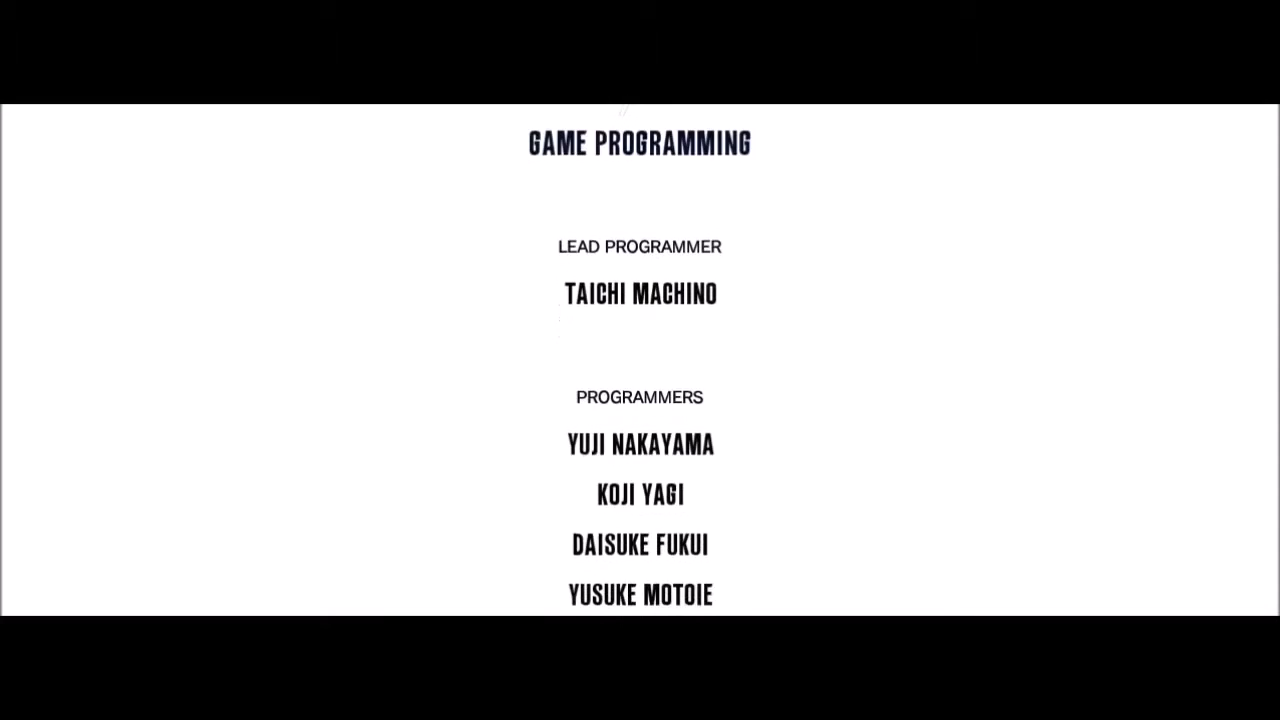 GAME PROGRAMMING
LEAD PROGRAMMER
TAICHI MACHINO
PROGRAMMERS
YUJI NAKAYAMA
KOJI YAGI
DAISUKE FUKUI
YUSUKE MOTOIE